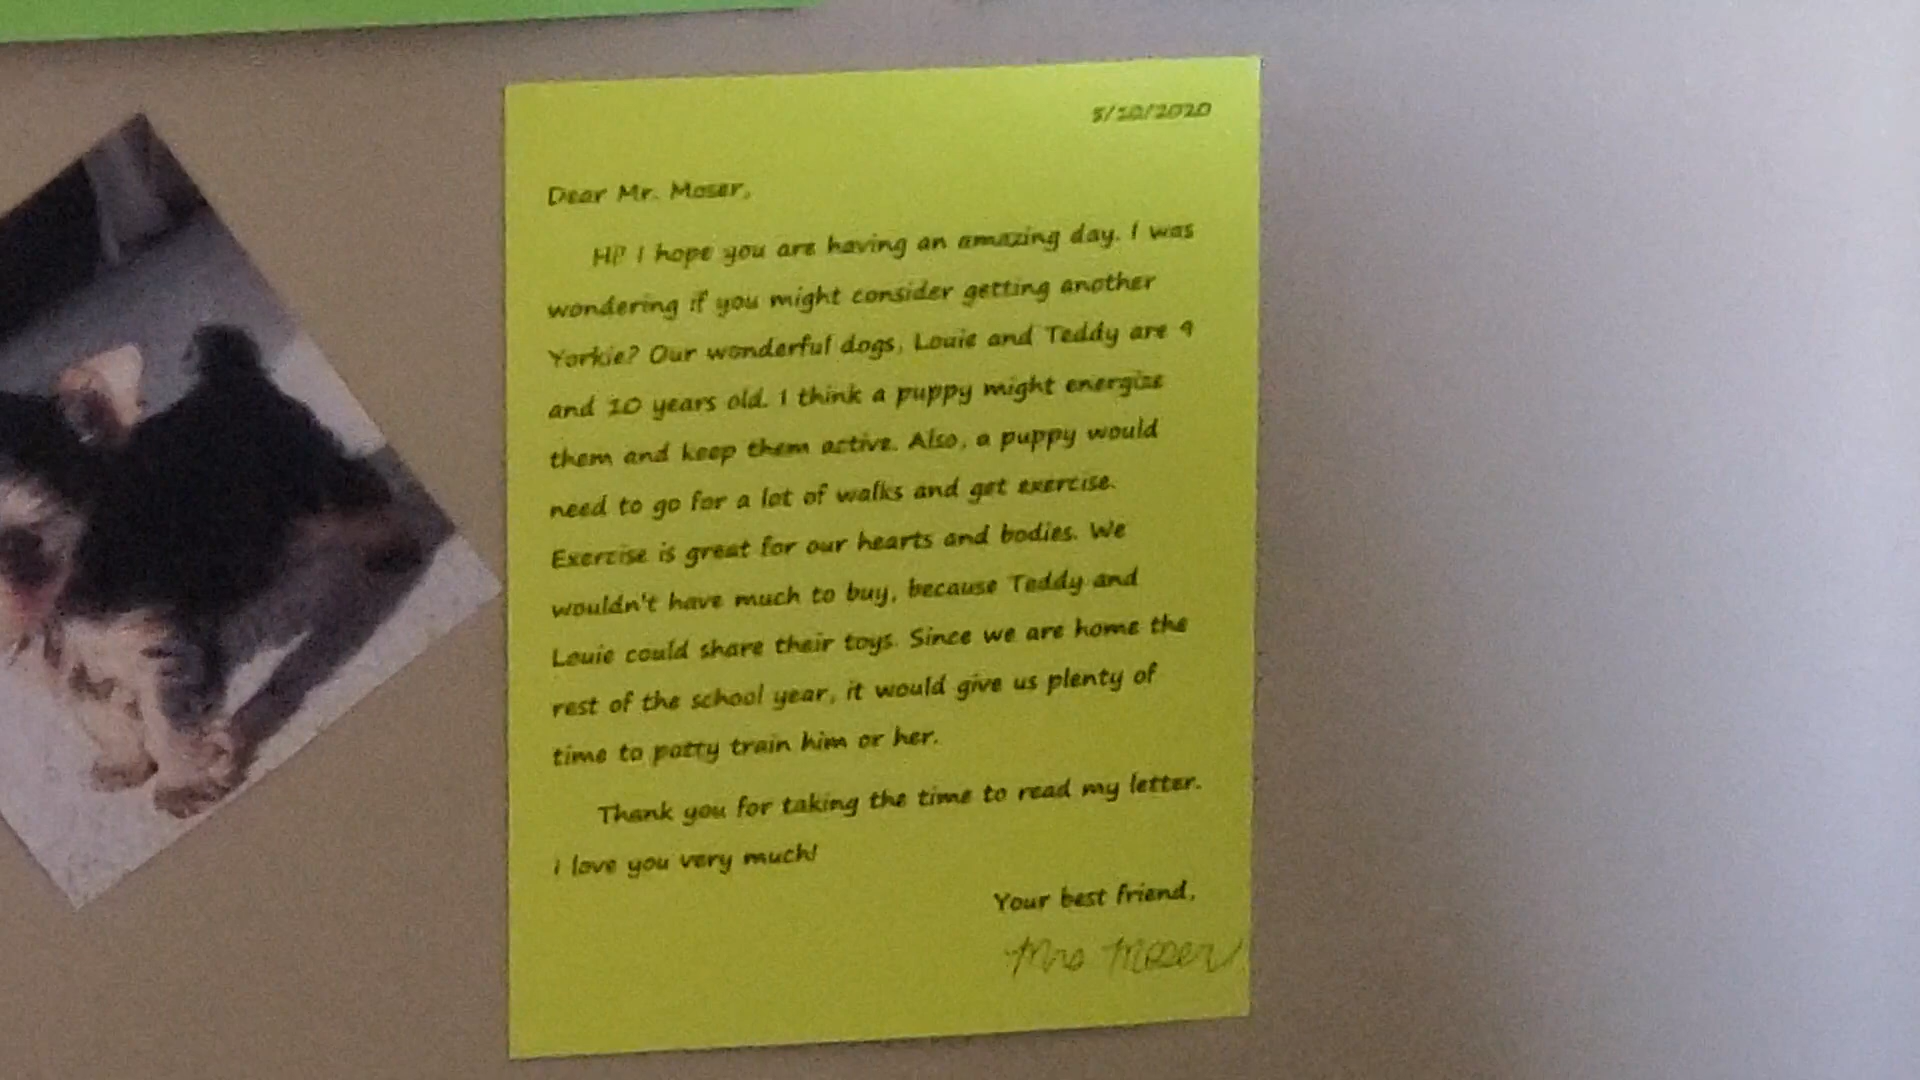 5/10/2020
Dear Mr. Moser,
Hi! I hope you are having an amazing day. I was
wondering if you might consider getting another
Yorkie? Our wonderful dogs, Louie and Teddy are 9
and 10 years old. I think a puppy might energize
them and keep them active. Also, a puppy would
need to go for a lot of walks and get exercise.
Exercise is great for our hearts and bodies. We
wouldn't have much to buy, because Teddy and
Louie could share their toys. Since we are home the
rest of the school year, it would give us plenty of
time to potty train him or her.
Thank you for taking the time to read my letter.
I love you very much!
Your best friend,
Mrs Moser